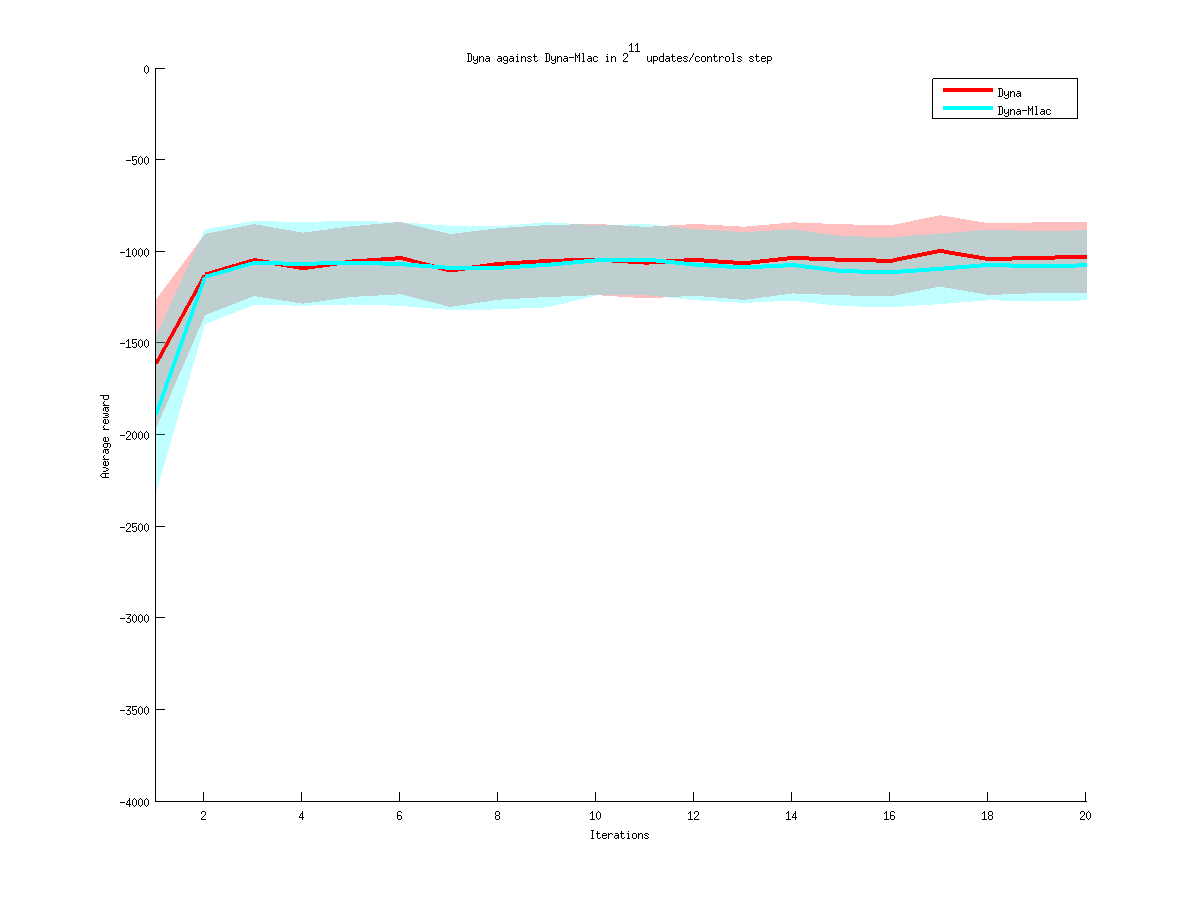 Dyna against Dyna-Mlac in 2^11 updates/controls step
Dyna
Dyna-Mlac
0
-500
-1000
-1500
-2000
-2500
-3000
-3500
-4000
Average reward
2 4 6 8 10 12 14 16 18 20
Iterations